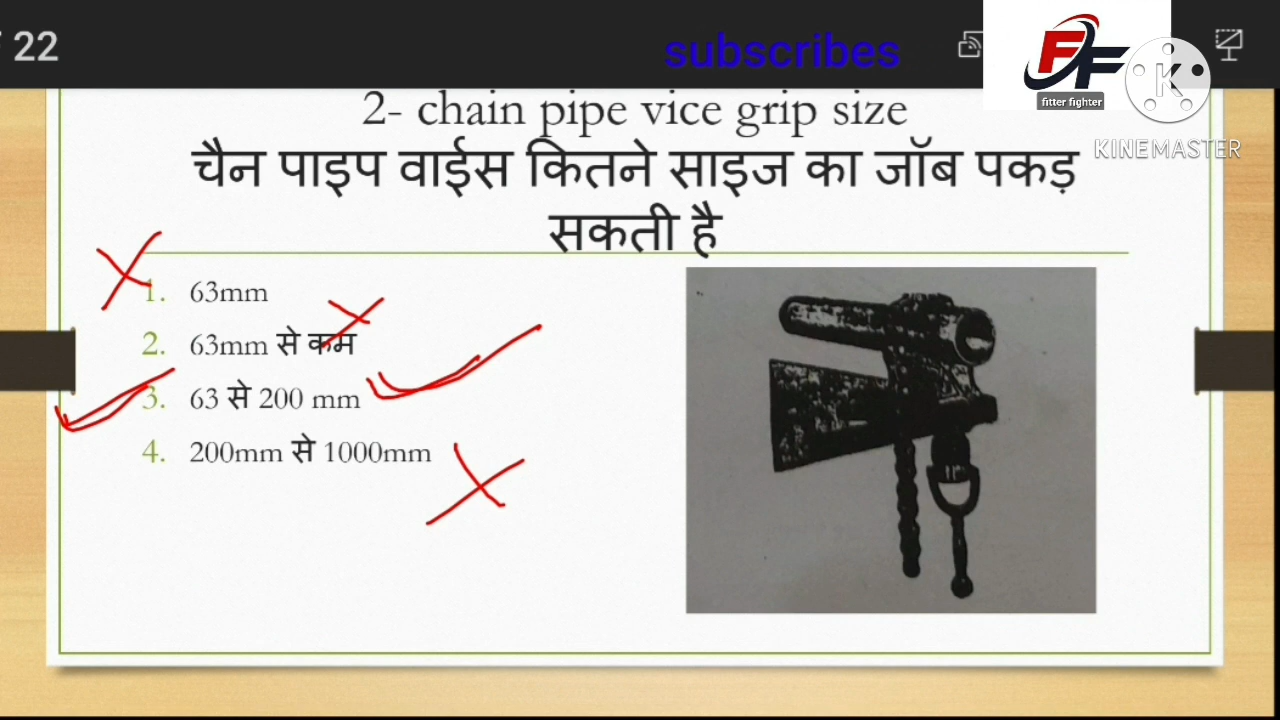 22
subscribes
FF
fitter fighter
K
KINEMASTER
2- chain pipe vice grip size
चैन पाइप वाईस कितने साइज का जॉब पकड़
सकती है
1. 63mm
2. 63mm से कम
3. 63 से 200 mm
4. 200mm से 1000mm